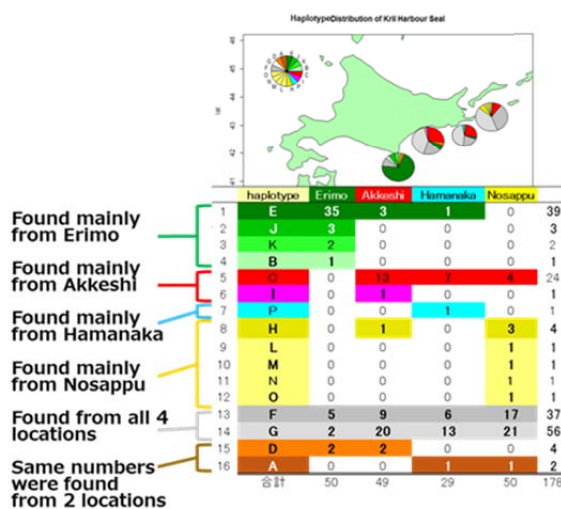 HaplotypeDistribution of Kril Harbour Seal
46
45
44
43
42
41
lat
haplotype Erimo Akkeshi Hamanaka Nosappu
1 E 35 3 1 0 39
2 J 3 0 0 0 3
3 K 2 0 0 0 2
4 B 1 0 0 0 1
5 C 0 13 7 4 24
6 I 0 1 0 0 1
7 P 0 0 1 0 1
8 H 0 1 0 3 4
9 L 0 0 0 1 1
10 M 0 0 0 1 1
11 N 0 0 0 1 1
12 O 0 0 0 1 1
13 F 5 9 6 17 37
14 G 2 20 13 21 56
15 D 2 2 0 0 4
16 A 0 0 1 1 2
合計 50 49 29 50 178
Found mainly
from Erimo
Found mainly
from Akkeshi
Found mainly
from Hamanaka
Found mainly
from Nosappu
Found from all 4
locations
Same numbers
were found
from 2 locations